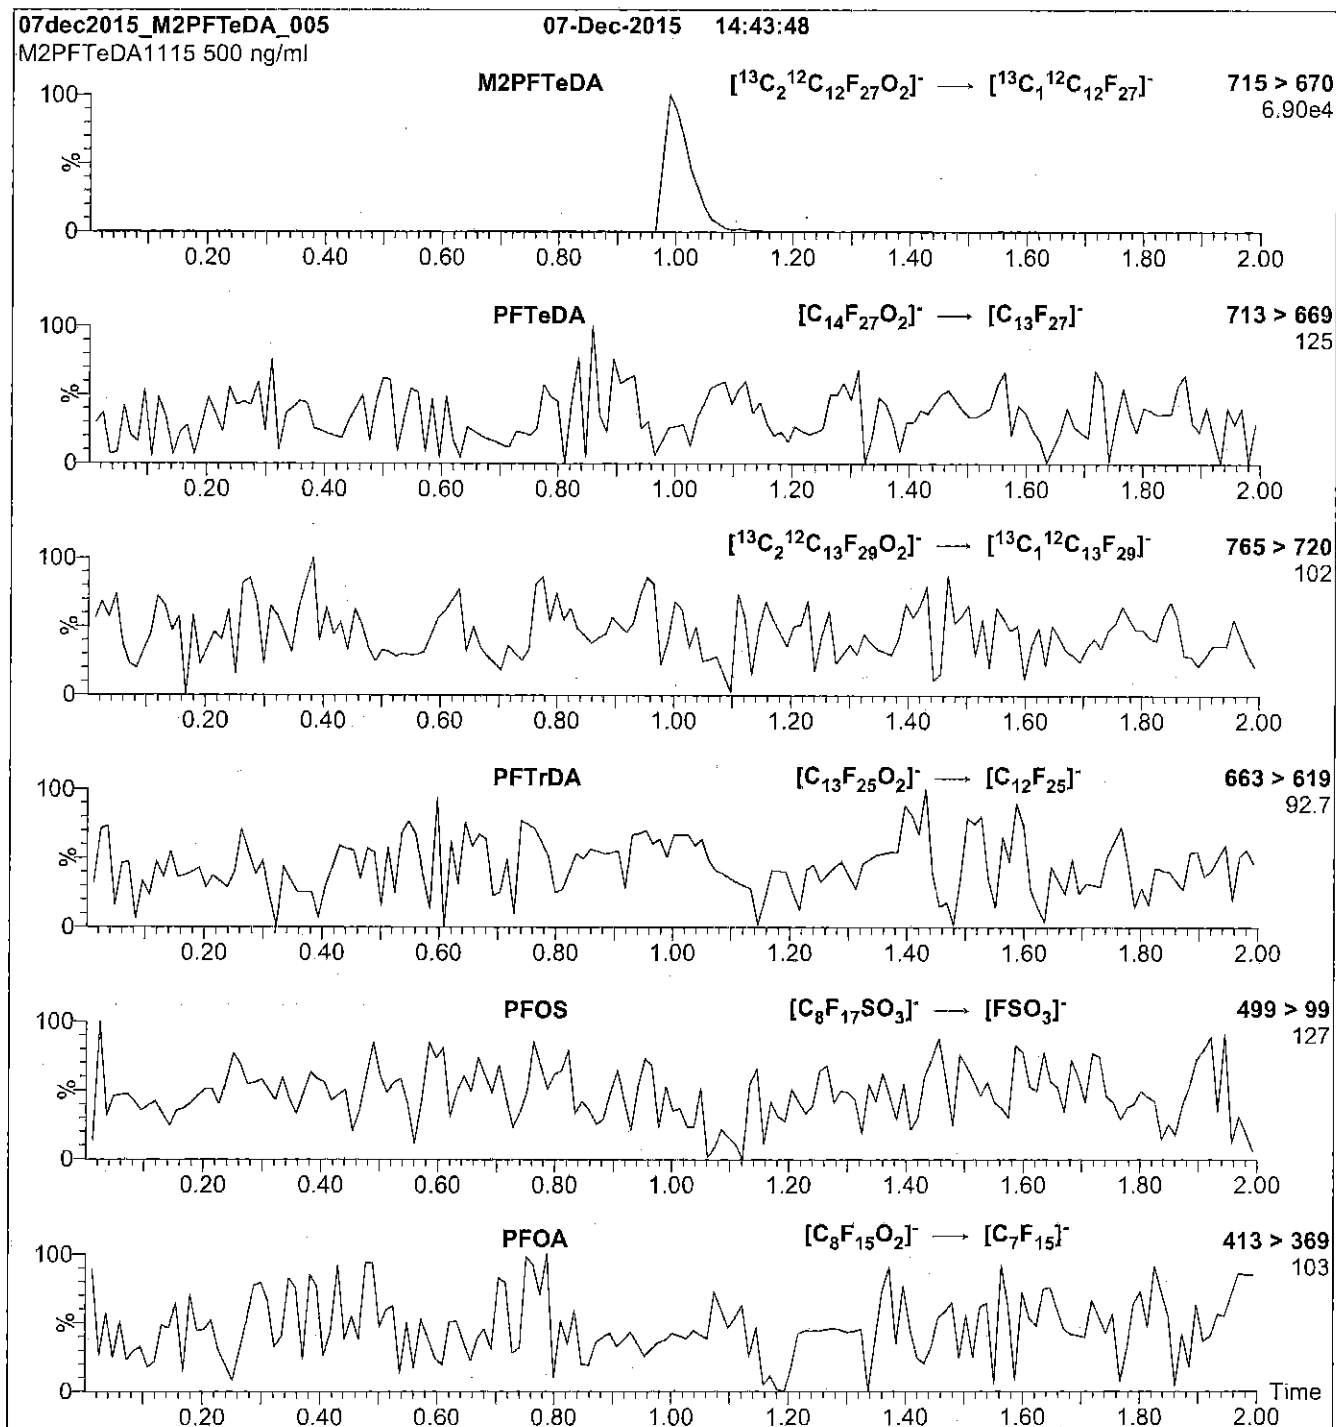 07dec2015_M2PFTeDA_005 07-Dec-2015 14:43:48
M2PFTeDA1115 500 ng/ml
M2PFTeDA [¹³C₂¹²C₁₂F₂₇O₂]⁻ → [¹³C₁¹²C₁₂F₂₇]⁻ 715 > 670
6.90e4
100
%
0
0.20 0.40 0.60 0.80 1.00 1.20 1.40 1.60 1.80 2.00
PFTeDA [C₁₄F₂₇O₂]⁻ → [C₁₃F₂₇]⁻ 713 > 669
125
100
%
0
0.20 0.40 0.60 0.80 1.00 1.20 1.40 1.60 1.80 2.00
[¹³C₂¹²C₁₃F₂₉O₂]⁻ → [¹³C₁¹²C₁₃F₂₉]⁻ 765 > 720
102
100
%
0
0.20 0.40 0.60 0.80 1.00 1.20 1.40 1.60 1.80 2.00
PFTrDA [C₁₃F₂₅O₂]⁻ → [C₁₂F₂₅]⁻ 663 > 619
92.7
100
%
0
0.20 0.40 0.60 0.80 1.00 1.20 1.40 1.60 1.80 2.00
PFOS [C₈F₁₇SO₃]⁻ → [FSO₃]⁻ 499 > 99
127
100
%
0
0.20 0.40 0.60 0.80 1.00 1.20 1.40 1.60 1.80 2.00
PFOA [C₈F₁₅O₂]⁻ → [C₇F₁₅]⁻ 413 > 369
103
100
%
0
Time
0.20 0.40 0.60 0.80 1.00 1.20 1.40 1.60 1.80 2.00